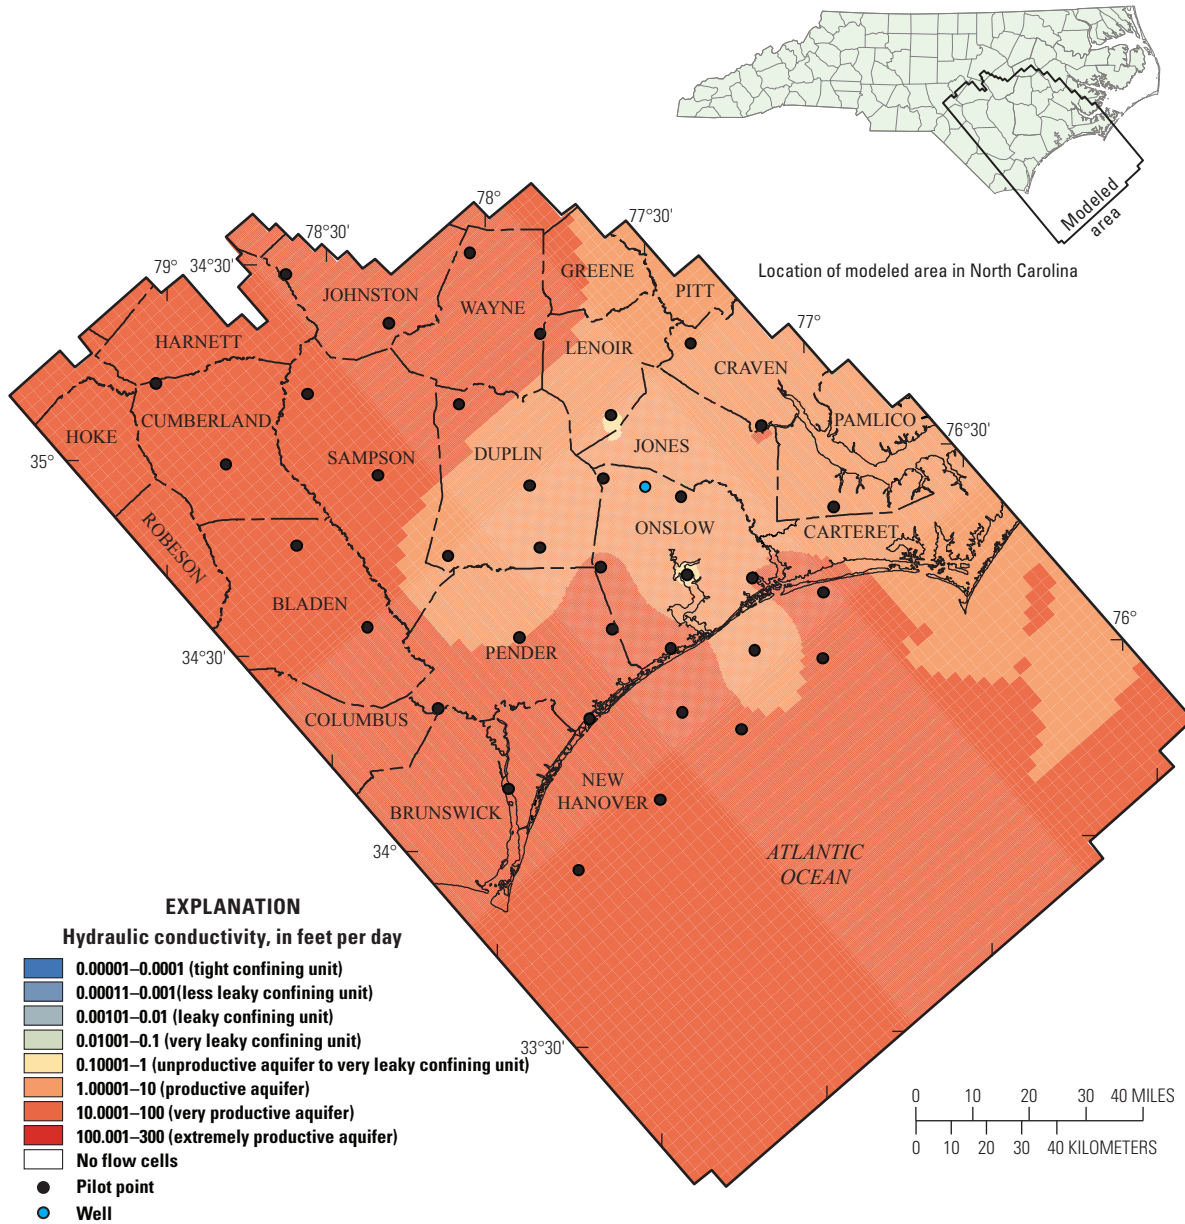 Modeled
area
Location of modeled area in North Carolina
78°
77°30'
78°30'
79°
34°30'
77°
76°30'
76°
35°
34°30'
34°
33°30'
GREENE
PITT
JOHNSTON
WAYNE
HARNETT
LENOIR
CRAVEN
PAMLICO
CUMBERLAND
HOKE
SAMPSON
DUPLIN
JONES
ROBESON
ONSLOW
CARTERET
BLADEN
PENDER
COLUMBUS
NEW
HANOVER
BRUNSWICK
ATLANTIC
OCEAN
EXPLANATION
Hydraulic conductivity, in feet per day
0.00001–0.0001 (tight confining unit)
0.00011–0.001(less leaky confining unit)
0.00101–0.01 (leaky confining unit)
0.01001–0.1 (very leaky confining unit)
0.10001–1 (unproductive aquifer to very leaky confining unit)
1.00001–10 (productive aquifer)
10.0001–100 (very productive aquifer)
100.001–300 (extremely productive aquifer)
No flow cells
Pilot point
Well
0 10 20 30 40 MILES
0 10 20 30 40 KILOMETERS